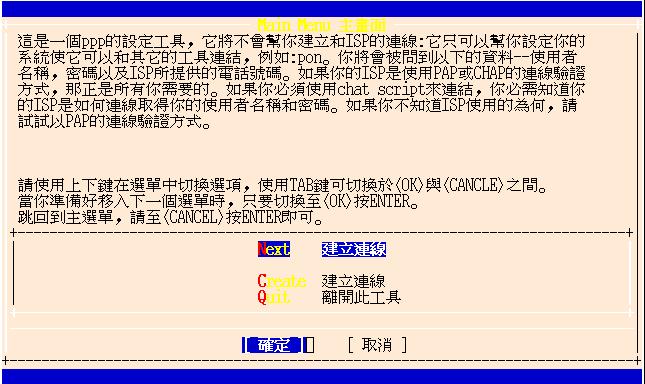 Main Menu 主畫面
這是一個ppp的設定工具，它將不會幫你建立和ISP的連線:它只可以幫你設定你的
系統使它可以和其它的工具連結，例如:pon。你將會被問到以下的資料--使用者
名稱，密碼以及ISP所提供的電話號碼。如果你的ISP是使用PAP或CHAP的連線驗證
方式，那正是所有你需要的。如果你必須使用chat script來連結，你必需知道你
的ISP是如何連線取得你的使用者名稱和密碼。如果你不知道ISP使用的為何，請
試試以PAP的連線驗證方式。
請使用上下鍵在選單中切換選項，使用TAB鍵可切換於〈OK〉與〈CANCLE〉之間。
當你準備好移入下一個選單時，只要切換至〈OK〉按ENTER。
跳回到主選單，請至〈CANCEL〉按ENTER即可。
Next 建立連線
Create 建立連線
Quit 離開此工具
[ 確定 ] [ 取消 ]